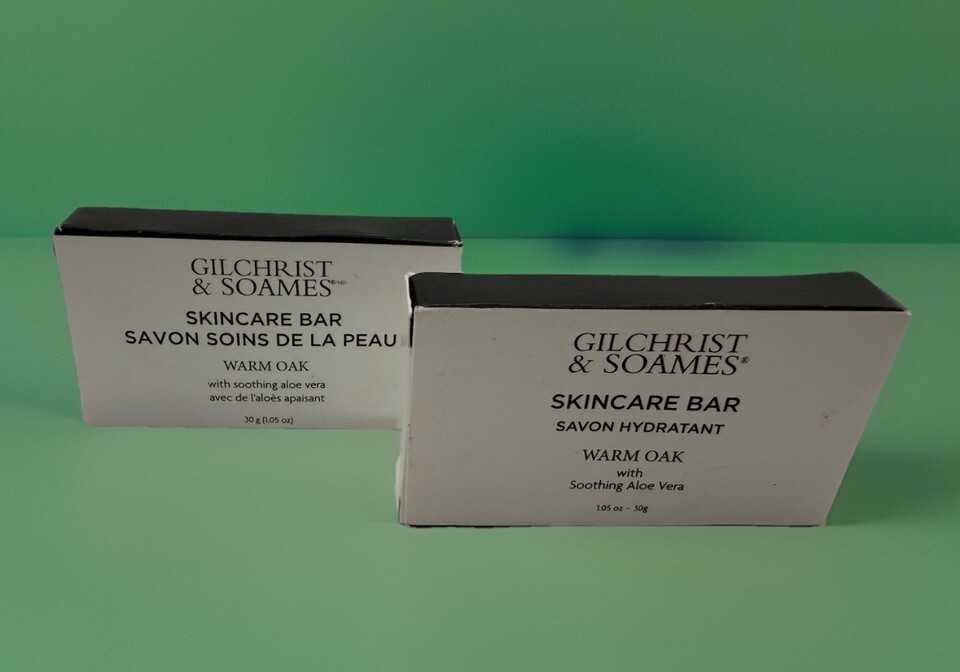 GILCHRIST
& SOAMES
SKINCARE BAR
SAVON SOINS DE LA PEAU
WARM OAK
with soothing aloe vera
avec de l'aloès apaisant
30 g (1,05 oz)
GILCHRIST
& SOAMES®
SKINCARE BAR
SAVON HYDRATANT
WARM OAK
with
Soothing Aloe Vera
1.05 oz - 30g